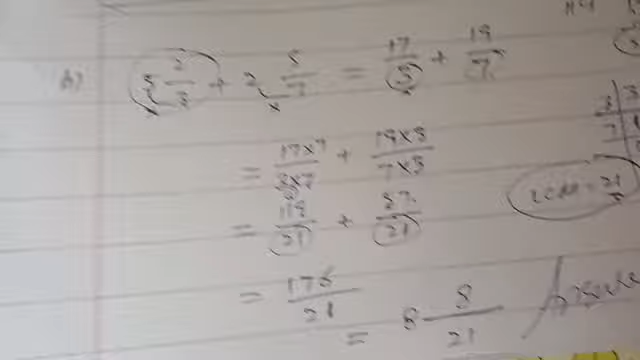 b) 5 2/3 + 2 5/7 = 17/3 + 19/7
= 17×7/3×7 + 19×3/7×3
= 119/21 + 57/21
= 176/21
= 8 8/21
LCM = 21